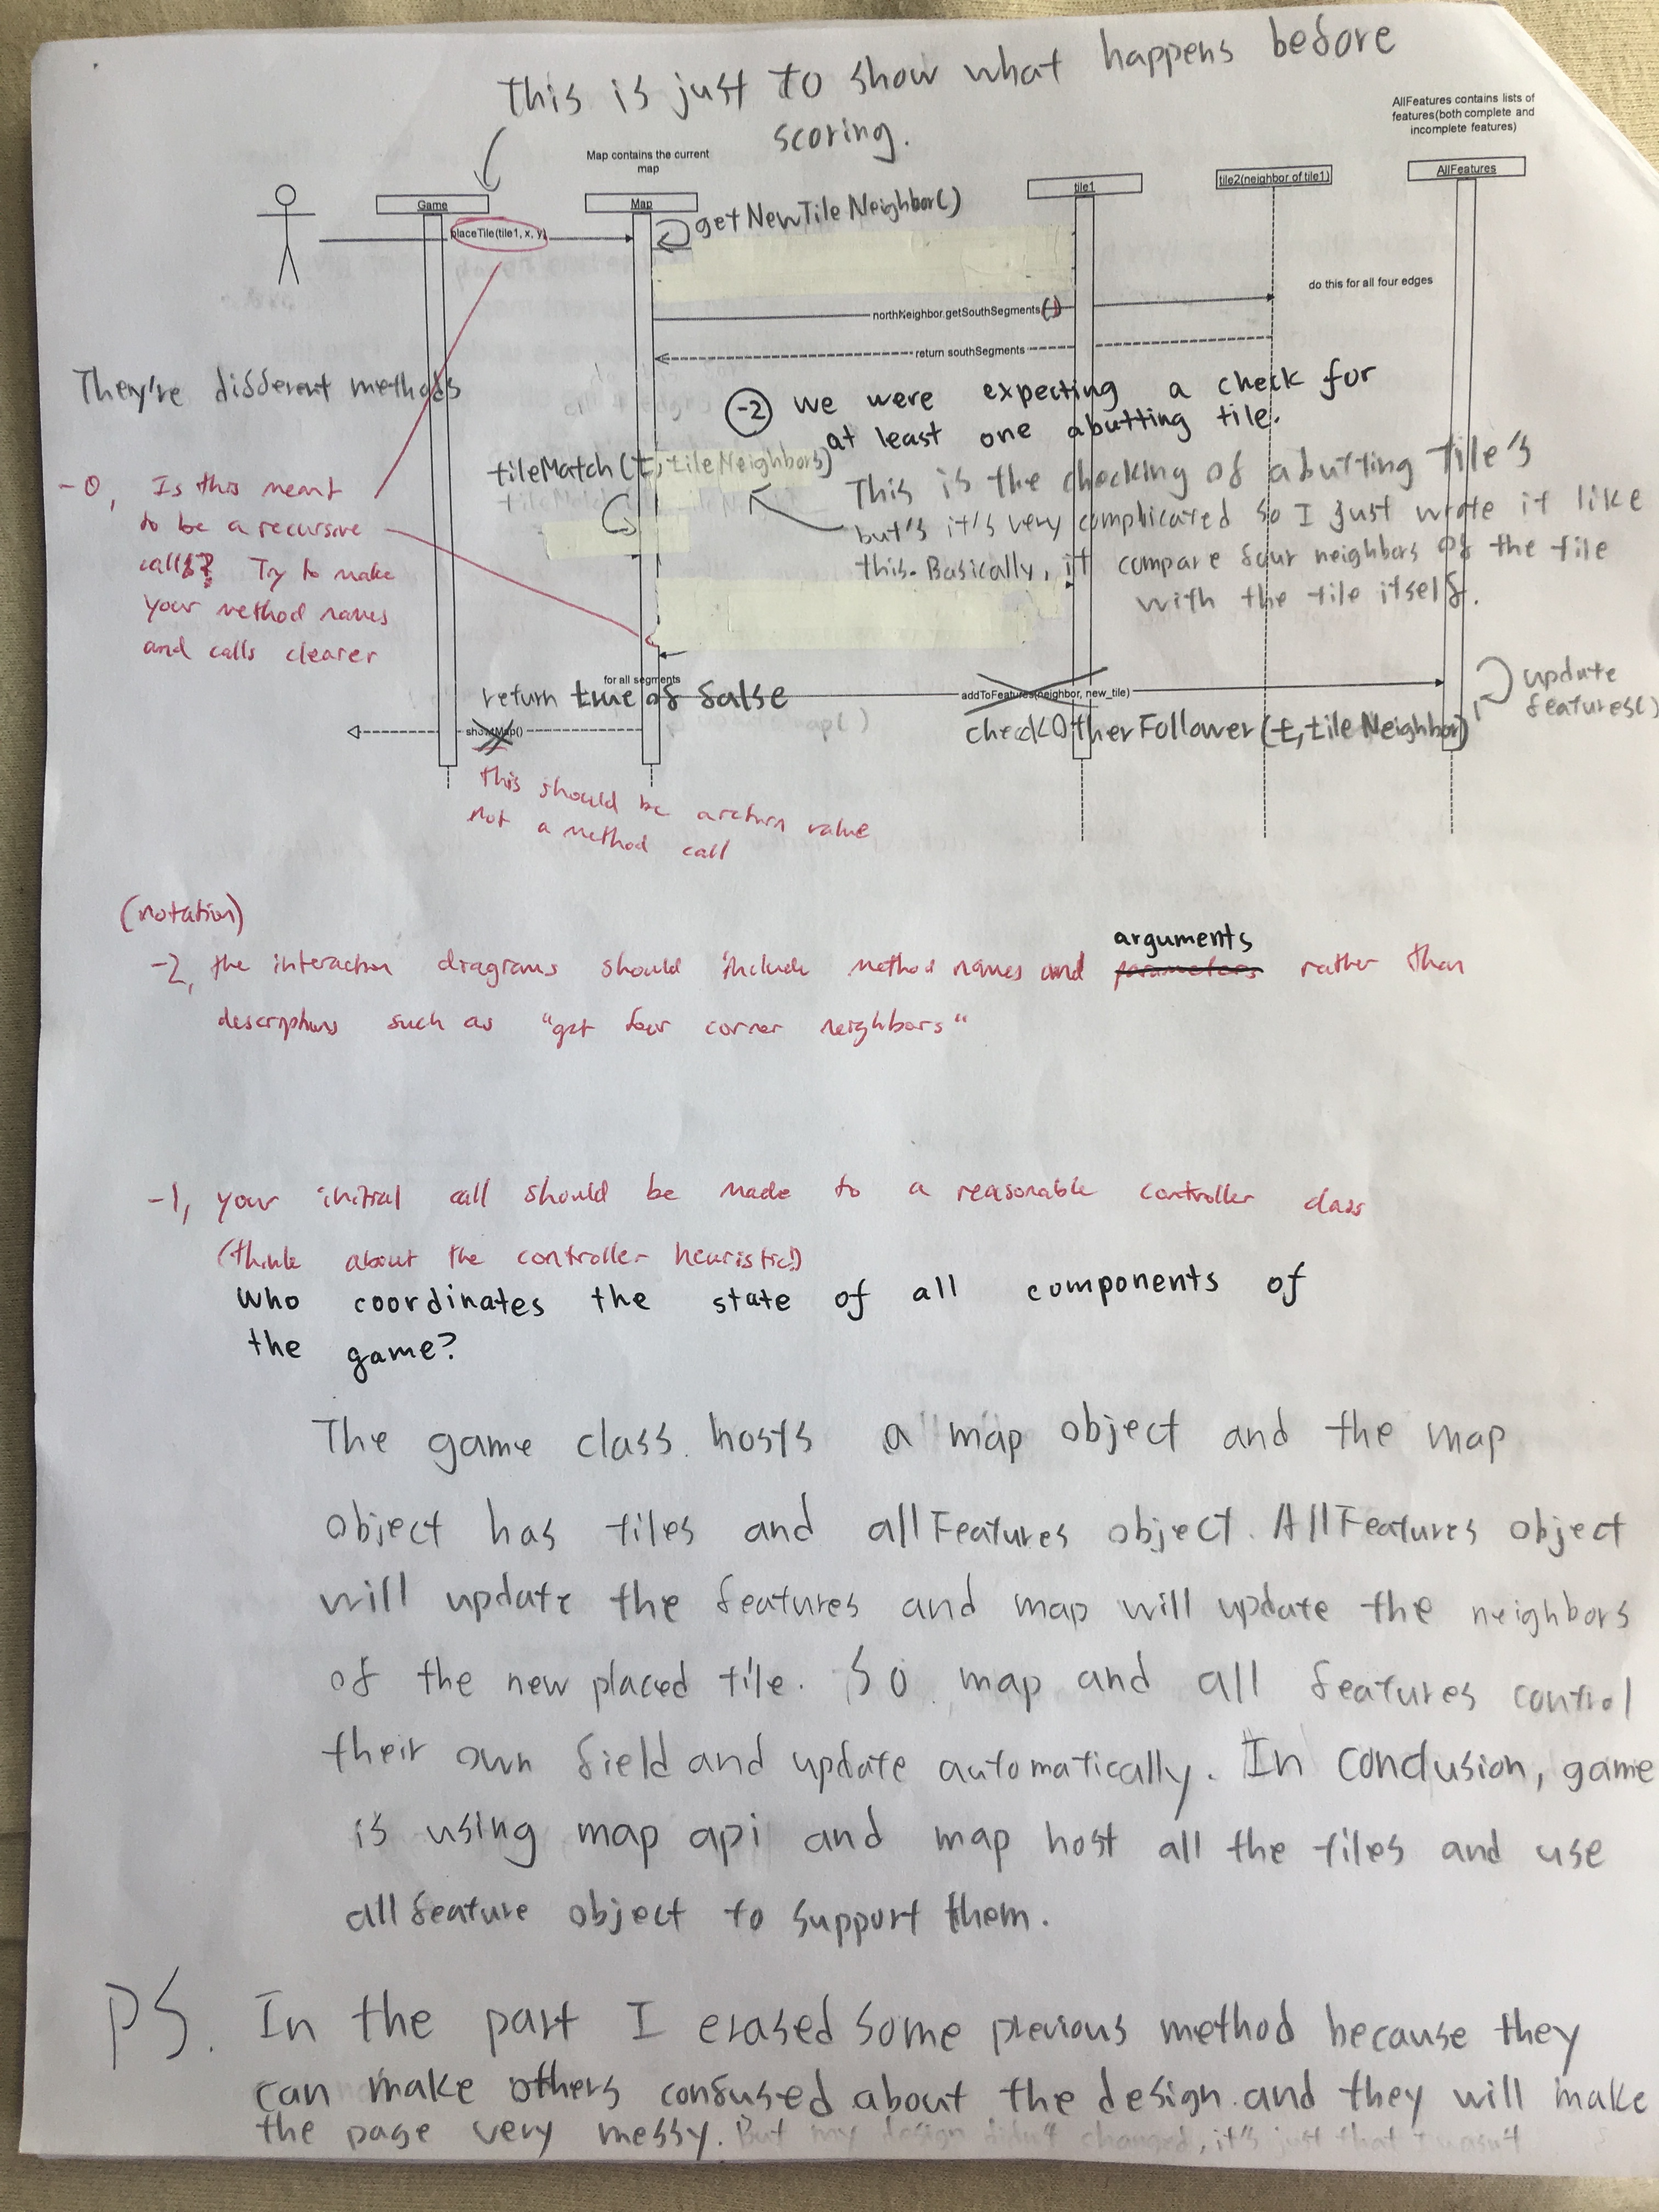 This is just to show what happens before
scoring.
AllFeatures contains lists of
features(both complete and
incomplete features)
Map contains the current
map
Game
Map
tile1
tile2(neighbor of tile1)
AllFeatures
placeTile(tile1, x, y)
getNewTileNeighbor()
do this for all four edges
northNeighbor.getSouthSegments()
return southSegments
They're different methods
-2 we were expecting a check for
at least one abutting tile.
tileMatch(t, tileNeighbors)
This is the checking of abutting tile's
but's it's very complicated so I just wrote it like
this. Basically, it compare four neighbors of the tile
with the tile itself.
-0, Is this meant
to be a recursive
call? Try to make
your method names
and calls clearer
for all segments
return true of false
addToFeatures(neighbor, new_tile)
update
features()
showMap()
checkOtherFollower(t, tileNeighbor)
This should be a return value
not a method call
(notation)
-2, the interaction diagrams should include method names and parameters arguments rather than
descriptions such as "get four corner neighbors"
-1, your initial call should be made to a reasonable controller class
(think about the controller heuristic!)
who coordinates the state of all components of
the game?
The game class hosts a map object and the map
object has tiles and allFeatures object. AllFeatures object
will update the features and map will update the neighbors
of the new placed tile. So map and all features control
their own field and update automatically. In conclusion, game
is using map api and map host all the tiles and use
all feature object to support them.
PS. In the part I erased some previous method because they
can make others confused about the design and they will make
the page very messy. But my design didn't changed, it's just that I wasn't